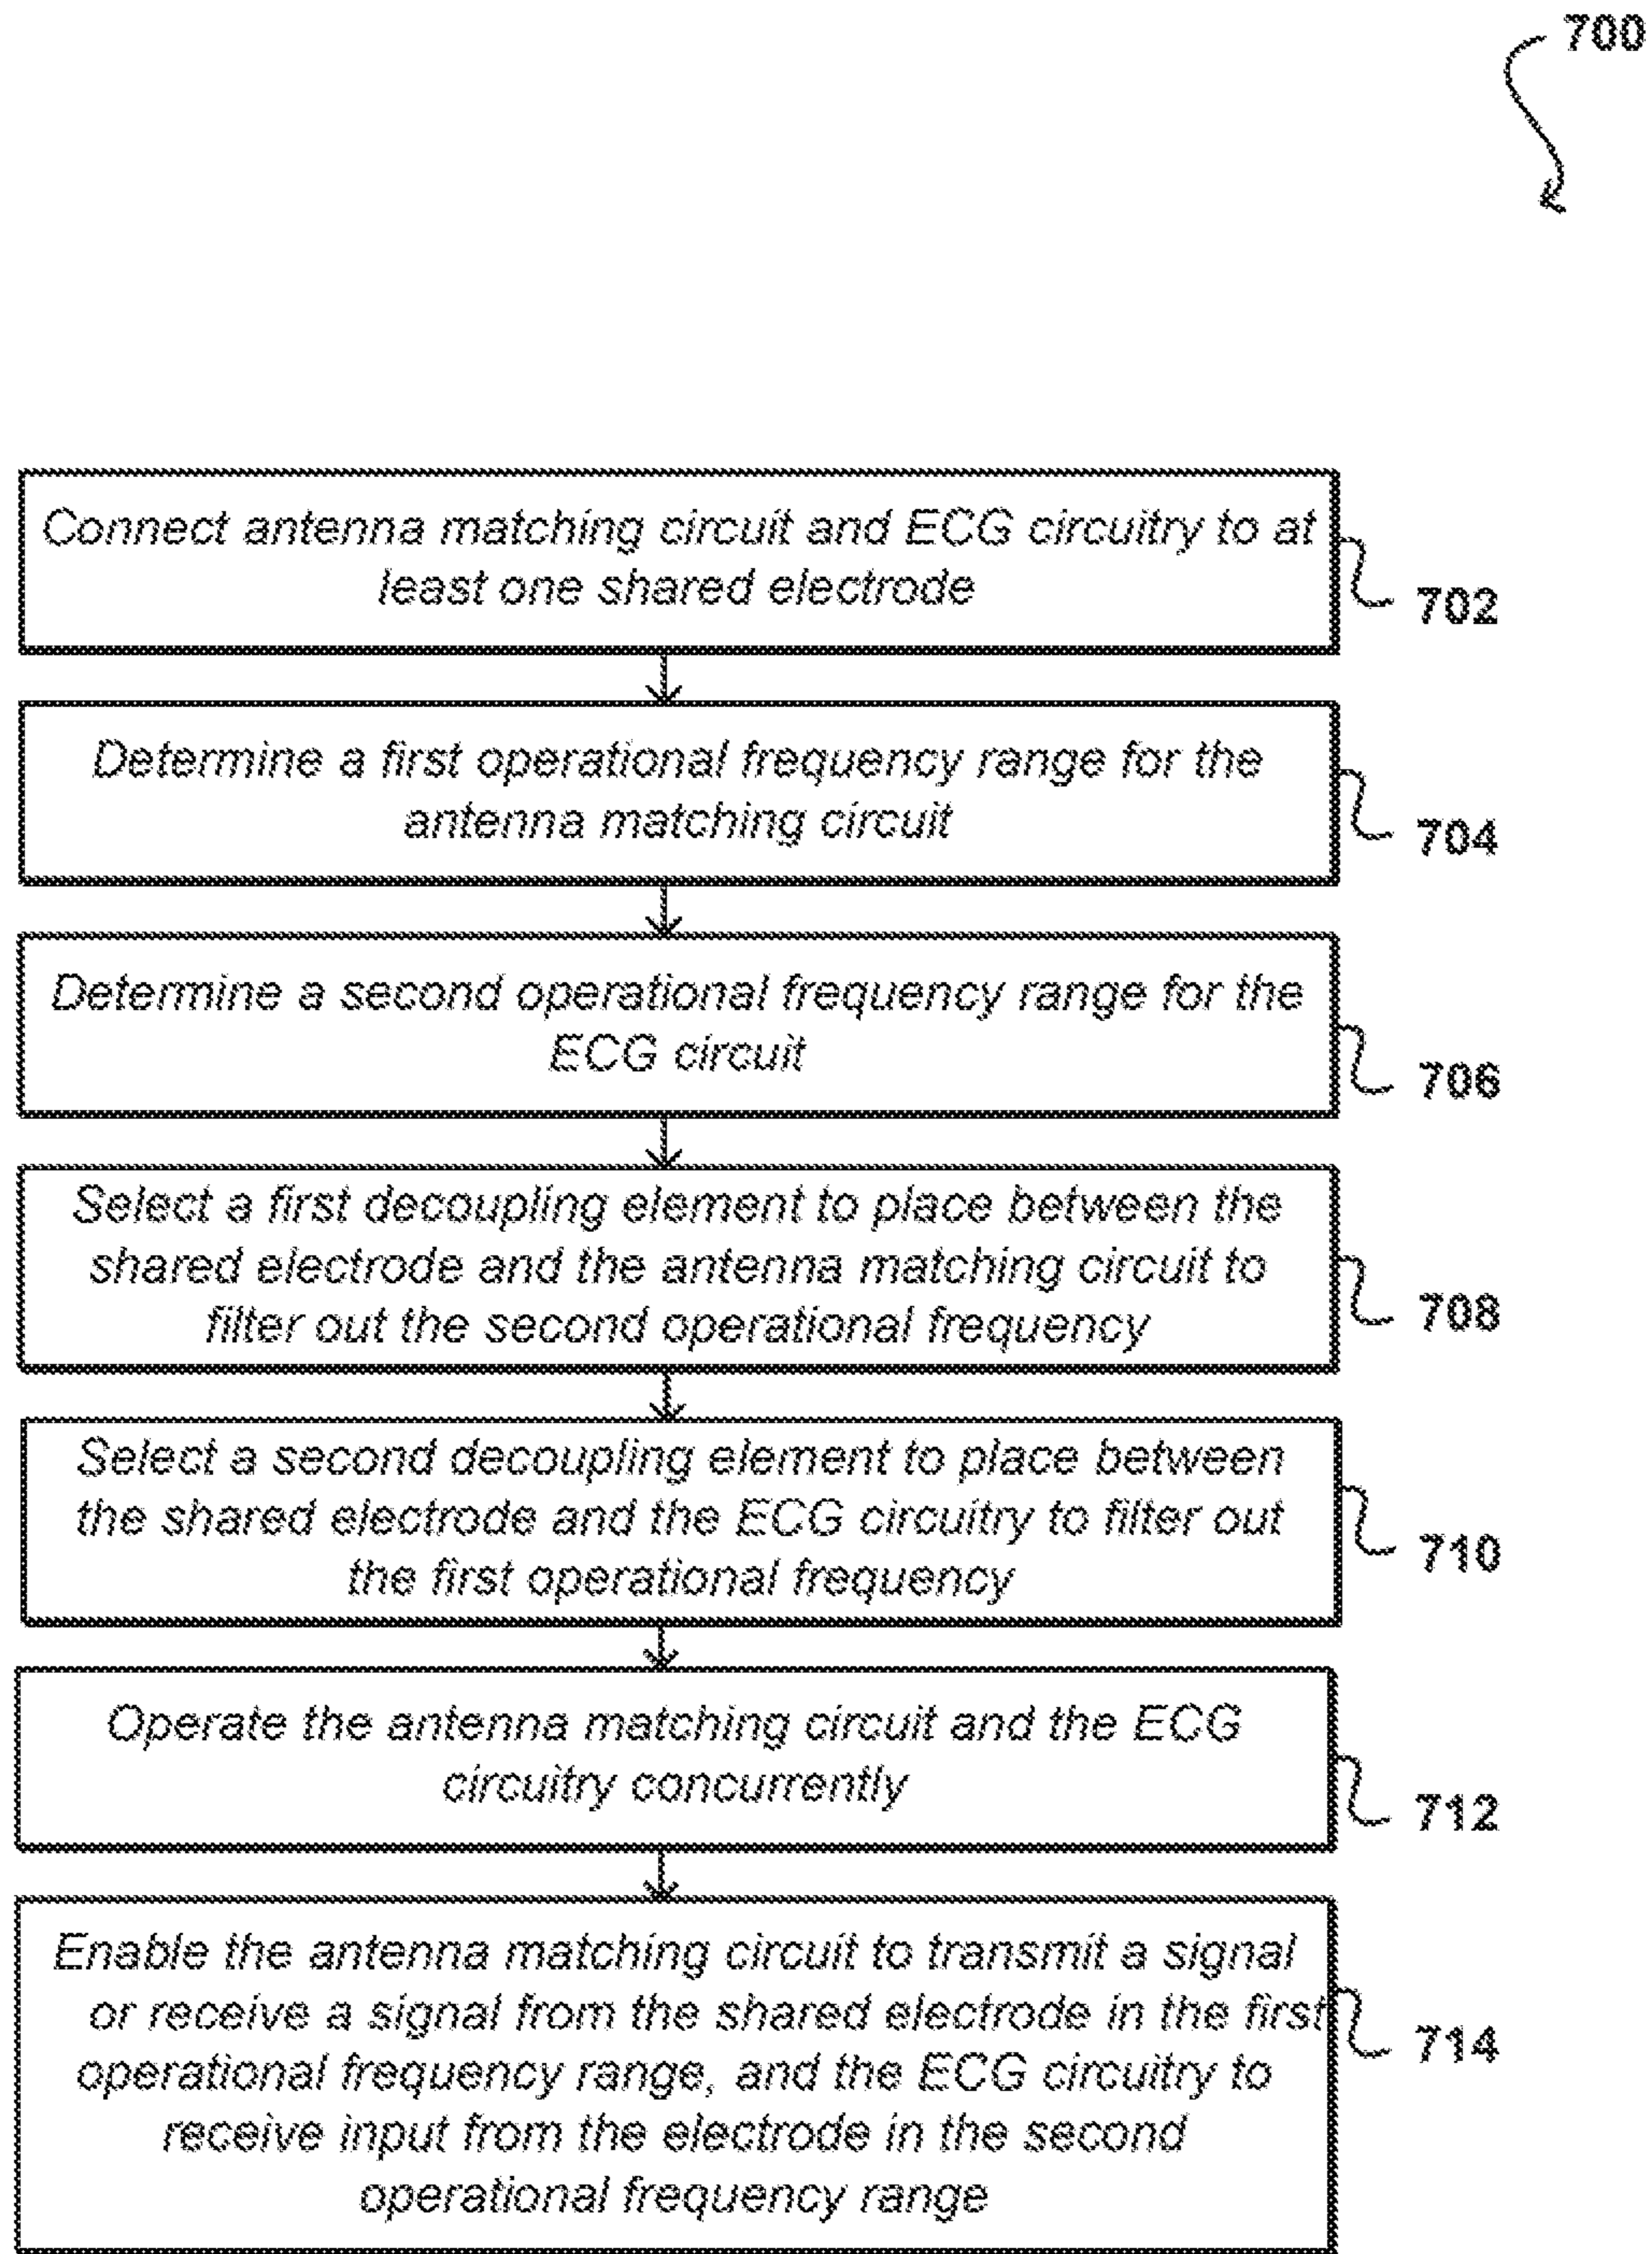 700
Connect antenna matching circuit and ECG circuitry to at
least one shared electrode
702
Determine a first operational frequency range for the
antenna matching circuit
704
Determine a second operational frequency range for the
ECG circuit
706
Select a first decoupling element to place between the
shared electrode and the antenna matching circuit to
filter out the second operational frequency
708
Select a second decoupling element to place between
the shared electrode and the ECG circuitry to filter out
the first operational frequency
710
Operate the antenna matching circuit and the ECG
circuitry concurrently
712
Enable the antenna matching circuit to transmit a signal
or receive a signal from the shared electrode in the first
operational frequency range, and the ECG circuitry to
receive input from the electrode in the second
operational frequency range
714